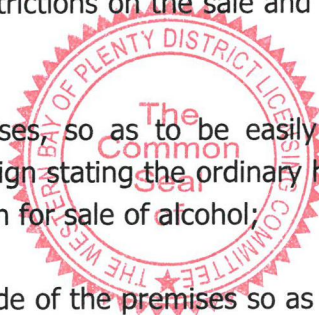 trictions on the sale and
ses, so as to be easily
ign stating the ordinary h
n for sale of alcohol;
de of the premises so as
THE WESTERN BAY OF PLENTY DISTRICT LICENSING COMMITTEE
The
Common
Seal
of